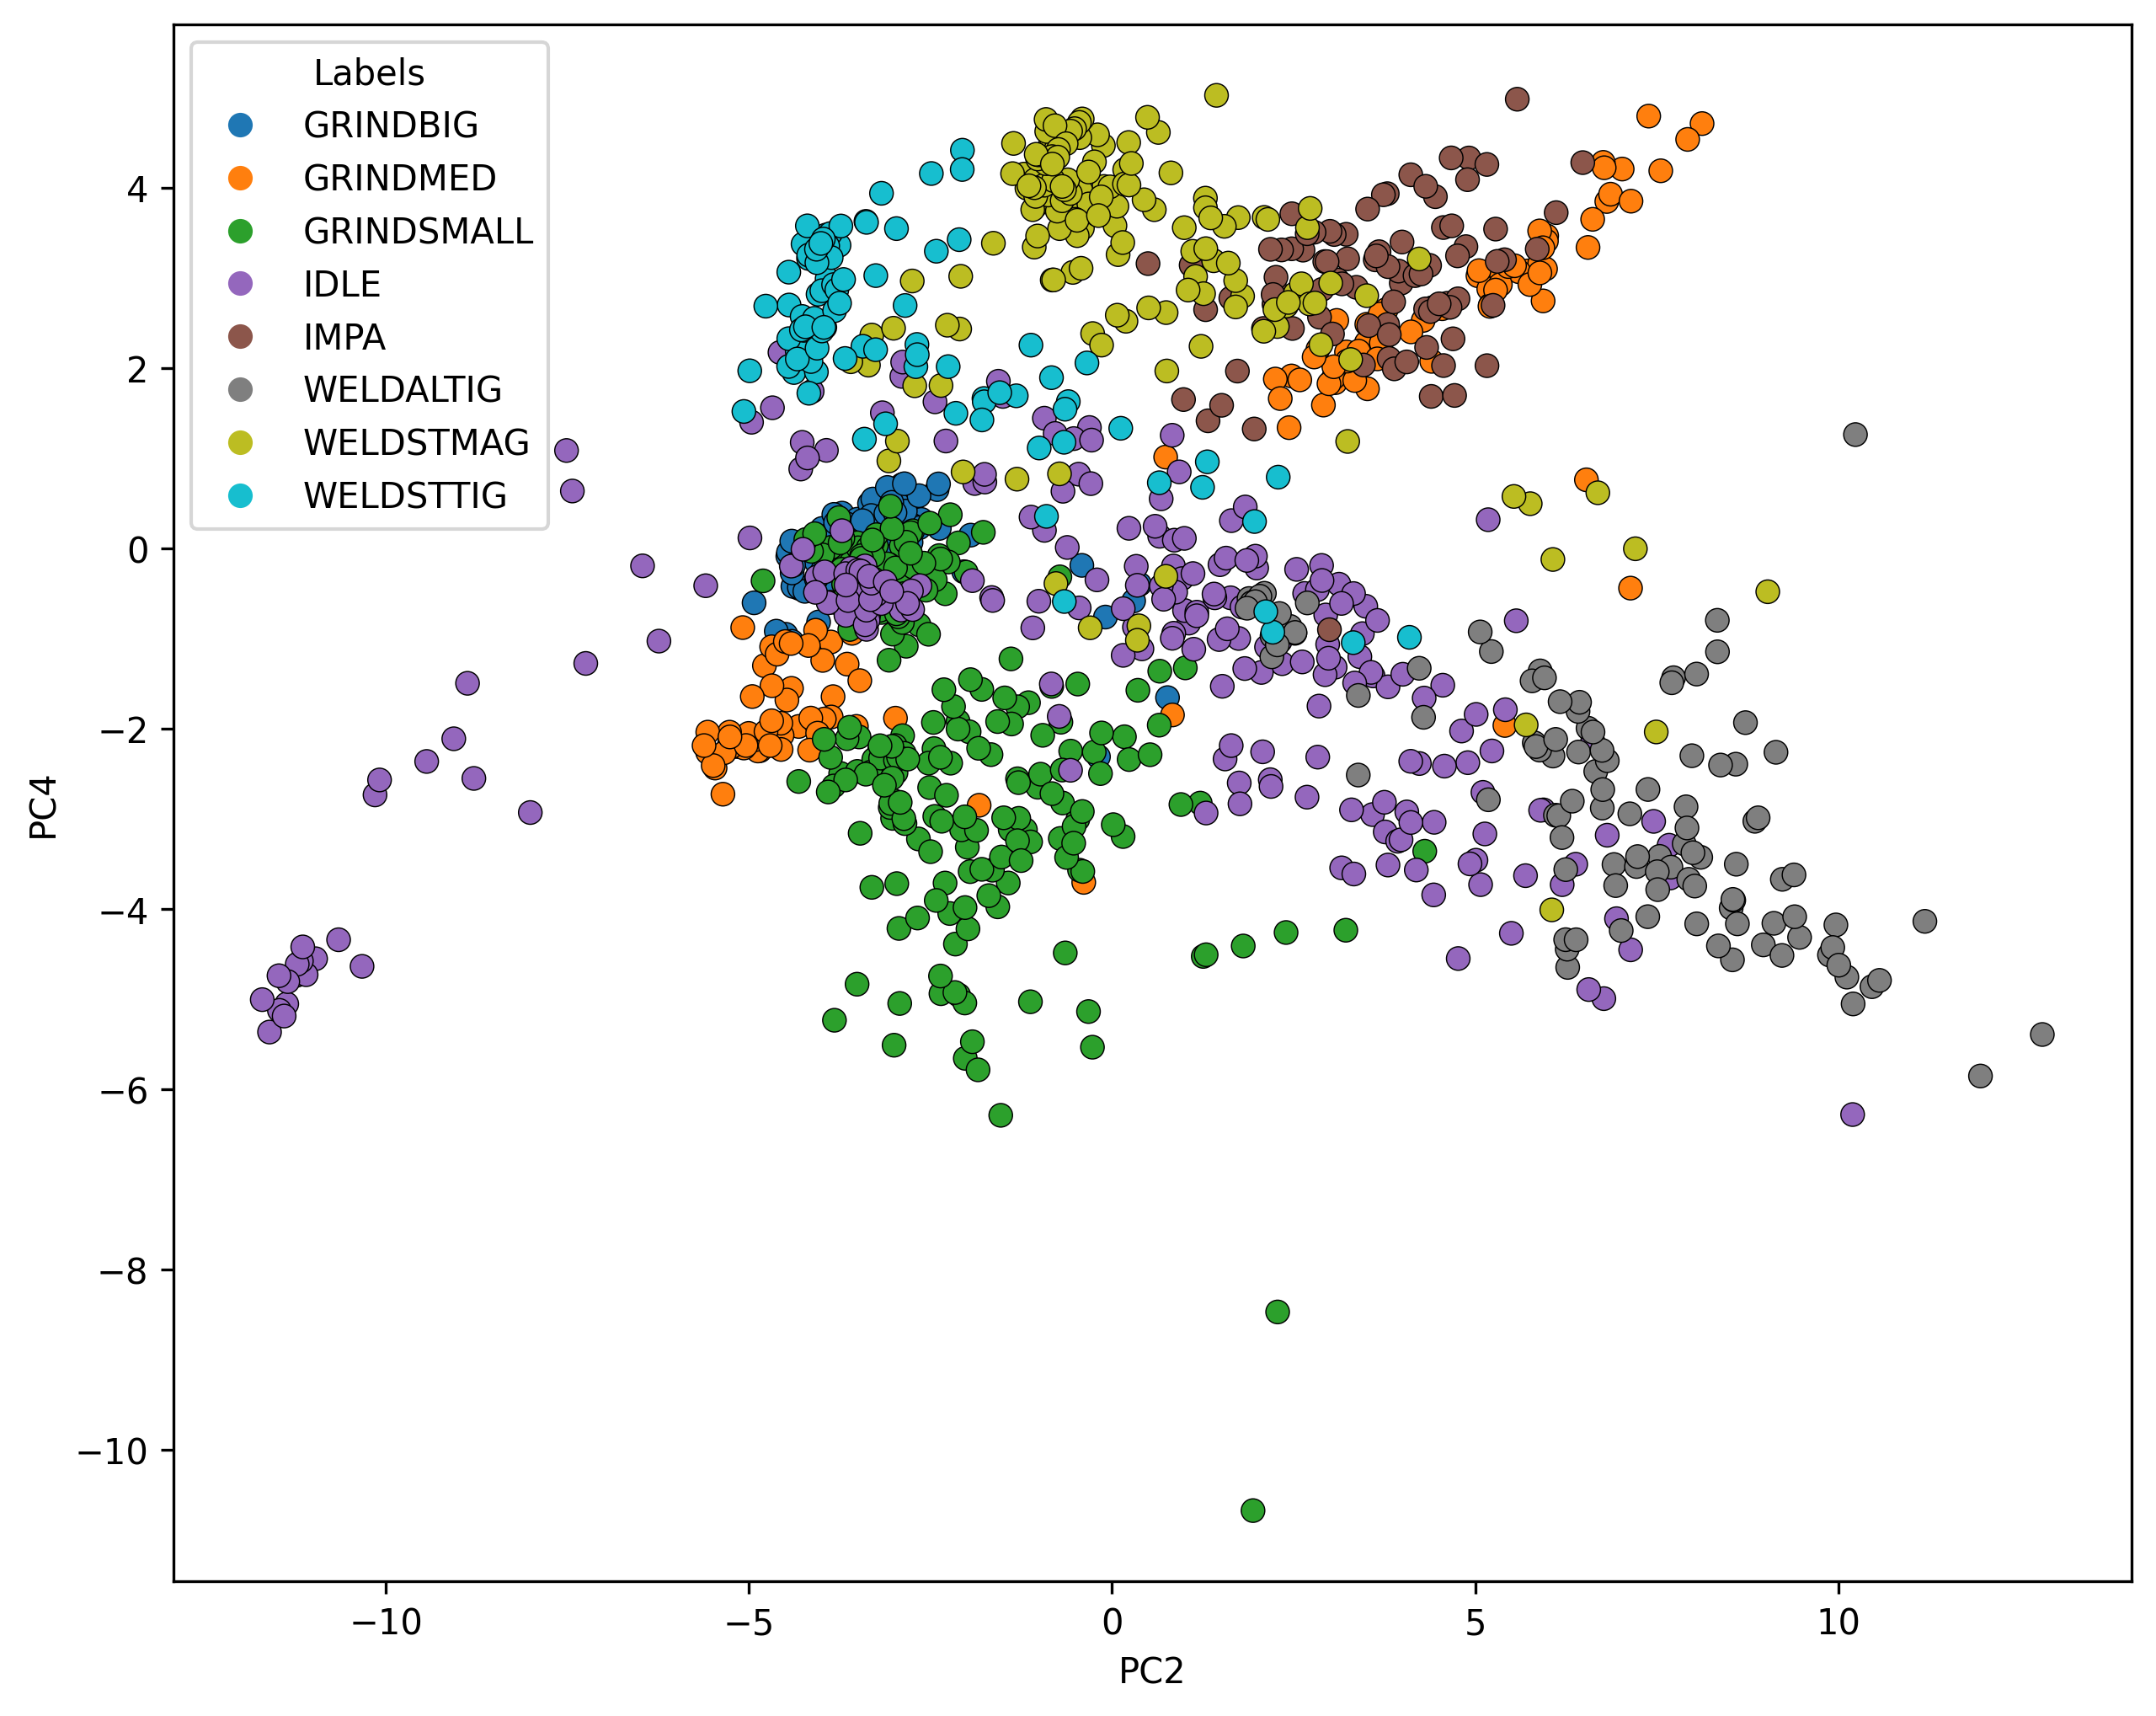 Labels
GRINDBIG
GRINDMED
GRINDSMALL
IDLE
IMPA
WELDALTIG
WELDSTMAG
WELDSTTIG
4
2
0
−2
−4
−6
−8
−10
PC4
−10
−5
0
5
10
PC2